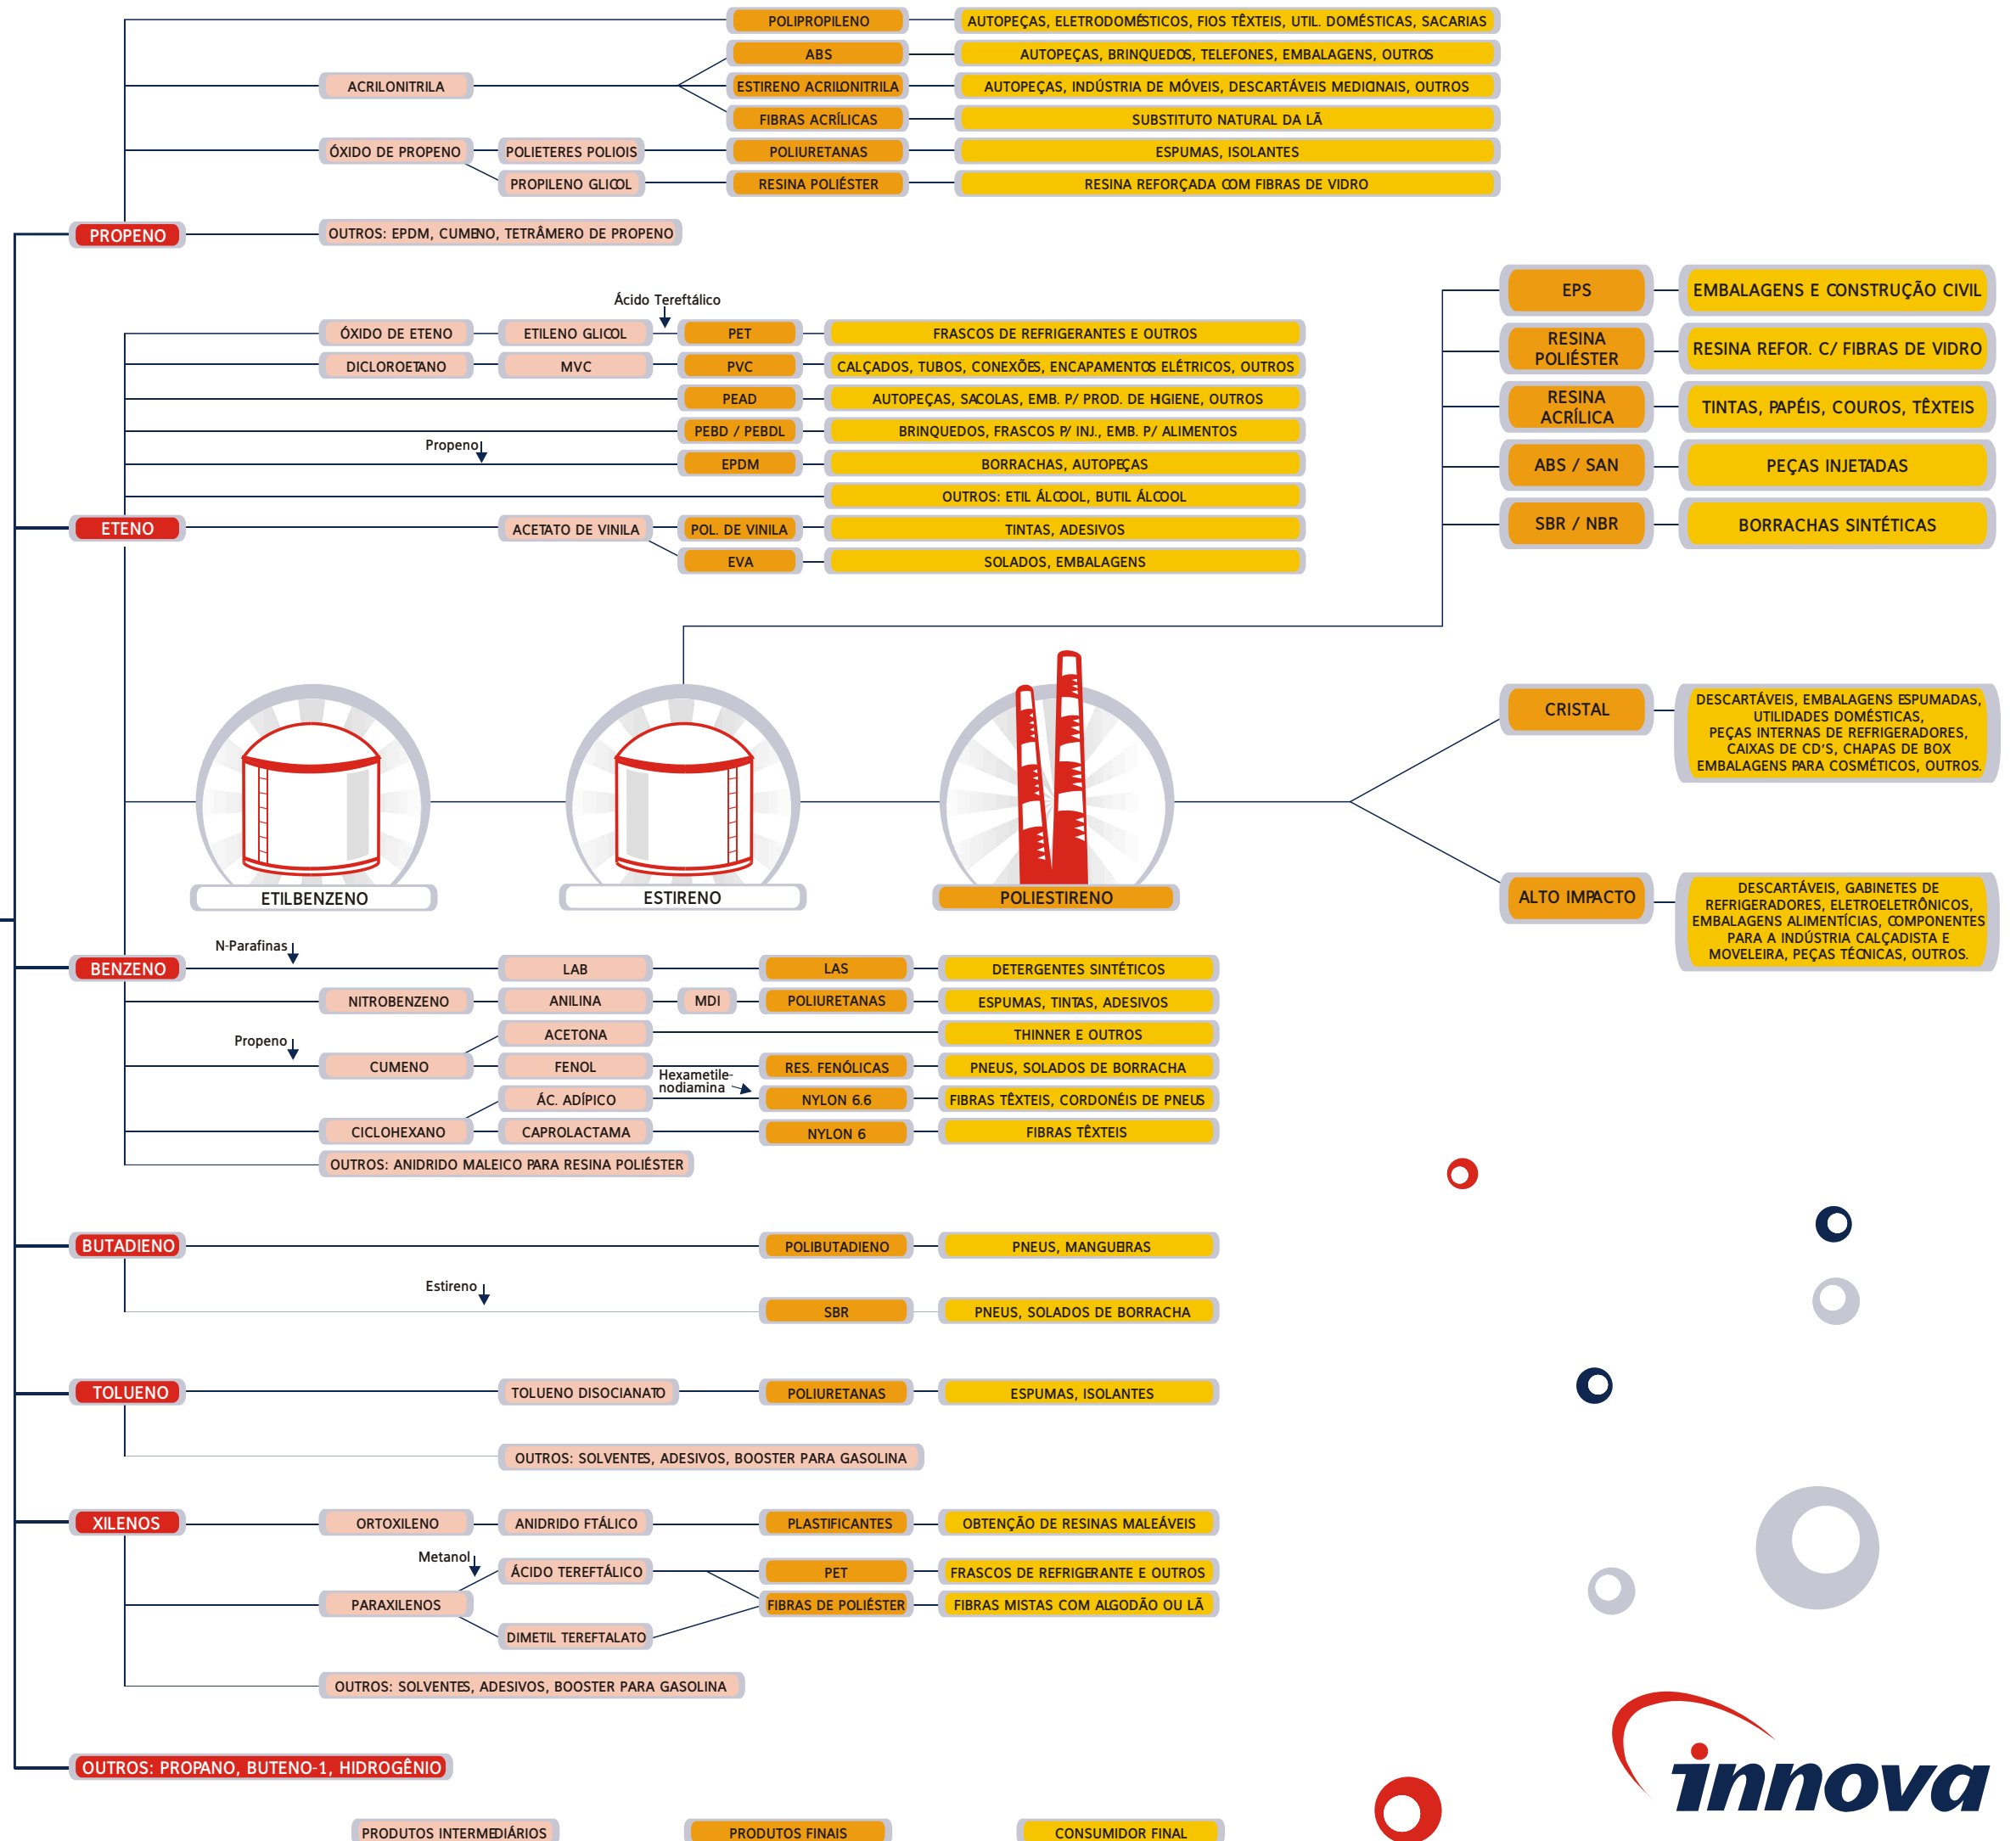 POLIPROPILENO
AUTOPEÇAS, ELETRODOMÉSTICOS, FIOS TÊXTEIS, UTIL. DOMÉSTICAS, SACARIAS
ABS
AUTOPEÇAS, BRINQUEDOS, TELEFONES, EMBALAGENS, OUTROS
ACRILONITRILA
ESTIRENO ACRILONITRILA
AUTOPEÇAS, INDÚSTRIA DE MÓVEIS, DESCARTÁVEIS MEDICINAIS, OUTROS
FIBRAS ACRÍLICAS
SUBSTITUTO NATURAL DA LÃ
ÓXIDO DE PROPENO
POLIETERES POLIOIS
POLIURETANAS
ESPUMAS, ISOLANTES
PROPILENO GLICOL
RESINA POLIÉSTER
RESINA REFORÇADA COM FIBRAS DE VIDRO
PROPENO
OUTROS: EPDM, CUMENO, TETRÂMERO DE PROPENO
Ácido Tereftálico
ÓXIDO DE ETENO
ETILENO GLICOL
PET
FRASCOS DE REFRIGERANTES E OUTROS
DICLOROETANO
MVC
PVC
CALÇADOS, TUBOS, CONEXÕES, ENCAPAMENTOS ELÉTRICOS, OUTROS
PEAD
AUTOPEÇAS, SACOLAS, EMB. P/ PROD. DE HIGIENE, OUTROS
PEBD / PEBDL
BRINQUEDOS, FRASCOS P/ INJ., EMB. P/ ALIMENTOS
Propeno
EPDM
BORRACHAS, AUTOPEÇAS
OUTROS: ETIL ÁLCOOL, BUTIL ÁLCOOL
ETENO
ACETATO DE VINILA
POL. DE VINILA
TINTAS, ADESIVOS
EVA
SOLADOS, EMBALAGENS
EPS
EMBALAGENS E CONSTRUÇÃO CIVIL
RESINA
POLIÉSTER
RESINA REFOR. C/ FIBRAS DE VIDRO
RESINA
ACRÍLICA
TINTAS, PAPÉIS, COUROS, TÊXTEIS
ABS / SAN
PEÇAS INJETADAS
SBR / NBR
BORRACHAS SINTÉTICAS
ETILBENZENO
ESTIRENO
POLIESTIRENO
CRISTAL
DESCARTÁVEIS, EMBALAGENS ESPUMADAS,
UTILIDADES DOMÉSTICAS,
PEÇAS INTERNAS DE REFRIGERADORES,
CAIXAS DE CD'S, CHAPAS DE BOX
EMBALAGENS PARA COSMÉTICOS, OUTROS.
ALTO IMPACTO
DESCARTÁVEIS, GABINETES DE
REFRIGERADORES, ELETROELETRÔNICOS,
EMBALAGENS ALIMENTÍCIAS, COMPONENTES
PARA A INDÚSTRIA CALÇADISTA E
MOVELEIRA, PEÇAS TÉCNICAS, OUTROS.
N-Parafinas
BENZENO
LAB
LAS
DETERGENTES SINTÉTICOS
NITROBENZENO
ANILINA
MDI
POLIURETANAS
ESPUMAS, TINTAS, ADESIVOS
ACETONA
THINNER E OUTROS
Propeno
CUMENO
FENOL
RES. FENÓLICAS
PNEUS, SOLADOS DE BORRACHA
Hexametile-
nodiamina
ÁC. ADÍPICO
NYLON 6.6
FIBRAS TÊXTEIS, CORDONÉIS DE PNEUS
CICLOHEXANO
CAPROLACTAMA
NYLON 6
FIBRAS TÊXTEIS
OUTROS: ANIDRIDO MALEICO PARA RESINA POLIÉSTER
BUTADIENO
POLIBUTADIENO
PNEUS, MANGUEIRAS
Estireno
SBR
PNEUS, SOLADOS DE BORRACHA
TOLUENO
TOLUENO DISOCIANATO
POLIURETANAS
ESPUMAS, ISOLANTES
OUTROS: SOLVENTES, ADESIVOS, BOOSTER PARA GASOLINA
XILENOS
ORTOXILENO
ANIDRIDO FTÁLICO
PLASTIFICANTES
OBTENÇÃO DE RESINAS MALEÁVEIS
Metanol
ÁCIDO TEREFTÁLICO
PET
FRASCOS DE REFRIGERANTE E OUTROS
PARAXILENOS
FIBRAS DE POLIÉSTER
FIBRAS MISTAS COM ALGODÃO OU LÃ
DIMETIL TEREFTALATO
OUTROS: SOLVENTES, ADESIVOS, BOOSTER PARA GASOLINA
OUTROS: PROPANO, BUTENO-1, HIDROGÊNIO
innova
PRODUTOS INTERMEDIÁRIOS
PRODUTOS FINAIS
CONSUMIDOR FINAL